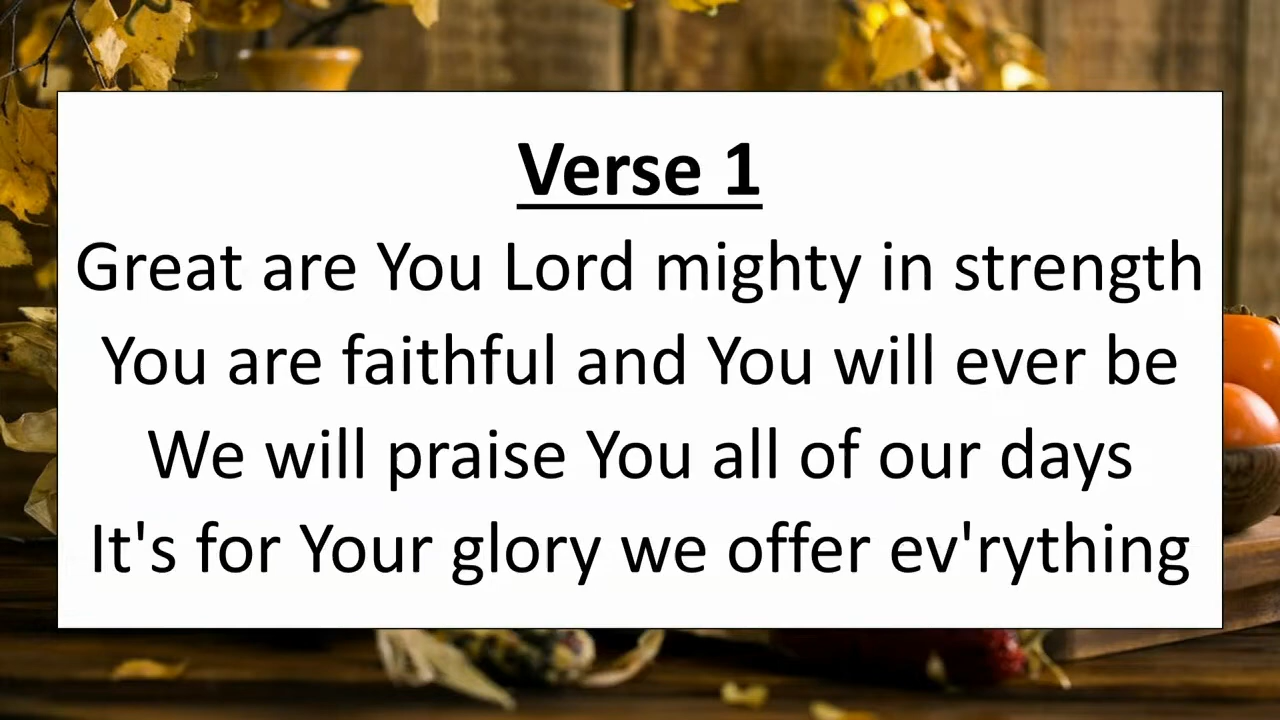 Verse 1
Great are You Lord mighty in strength
You are faithful and You will ever be
We will praise You all of our days
It's for Your glory we offer ev'rything